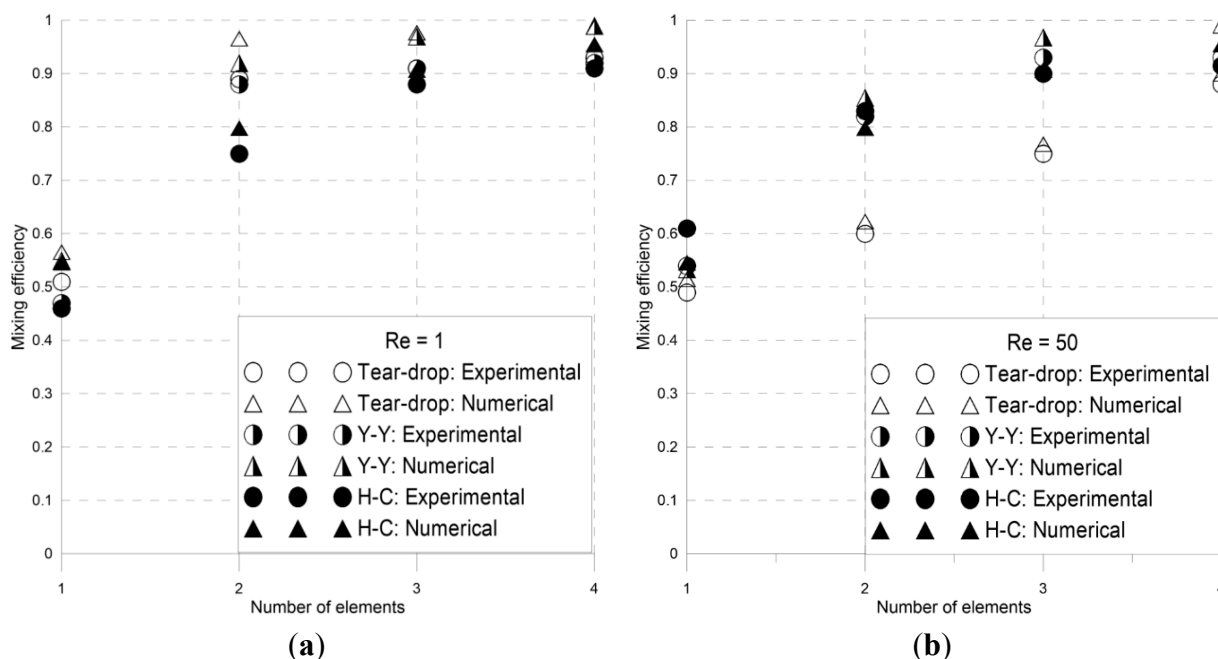 1
0.9
0.8
0.7
0.6
0.5
0.4
0.3
0.2
0.1
0
Mixing efficiency
Re = 1
Tear-drop: Experimental
Tear-drop: Numerical
Y-Y: Experimental
Y-Y: Numerical
H-C: Experimental
H-C: Numerical
1 2 3 4
Number of elements
(a)
1
0.9
0.8
0.7
0.6
0.5
0.4
0.3
0.2
0.1
0
Mixing efficiency
Re = 50
Tear-drop: Experimental
Tear-drop: Numerical
Y-Y: Experimental
Y-Y: Numerical
H-C: Experimental
H-C: Numerical
1 2 3 4
Number of elements
(b)